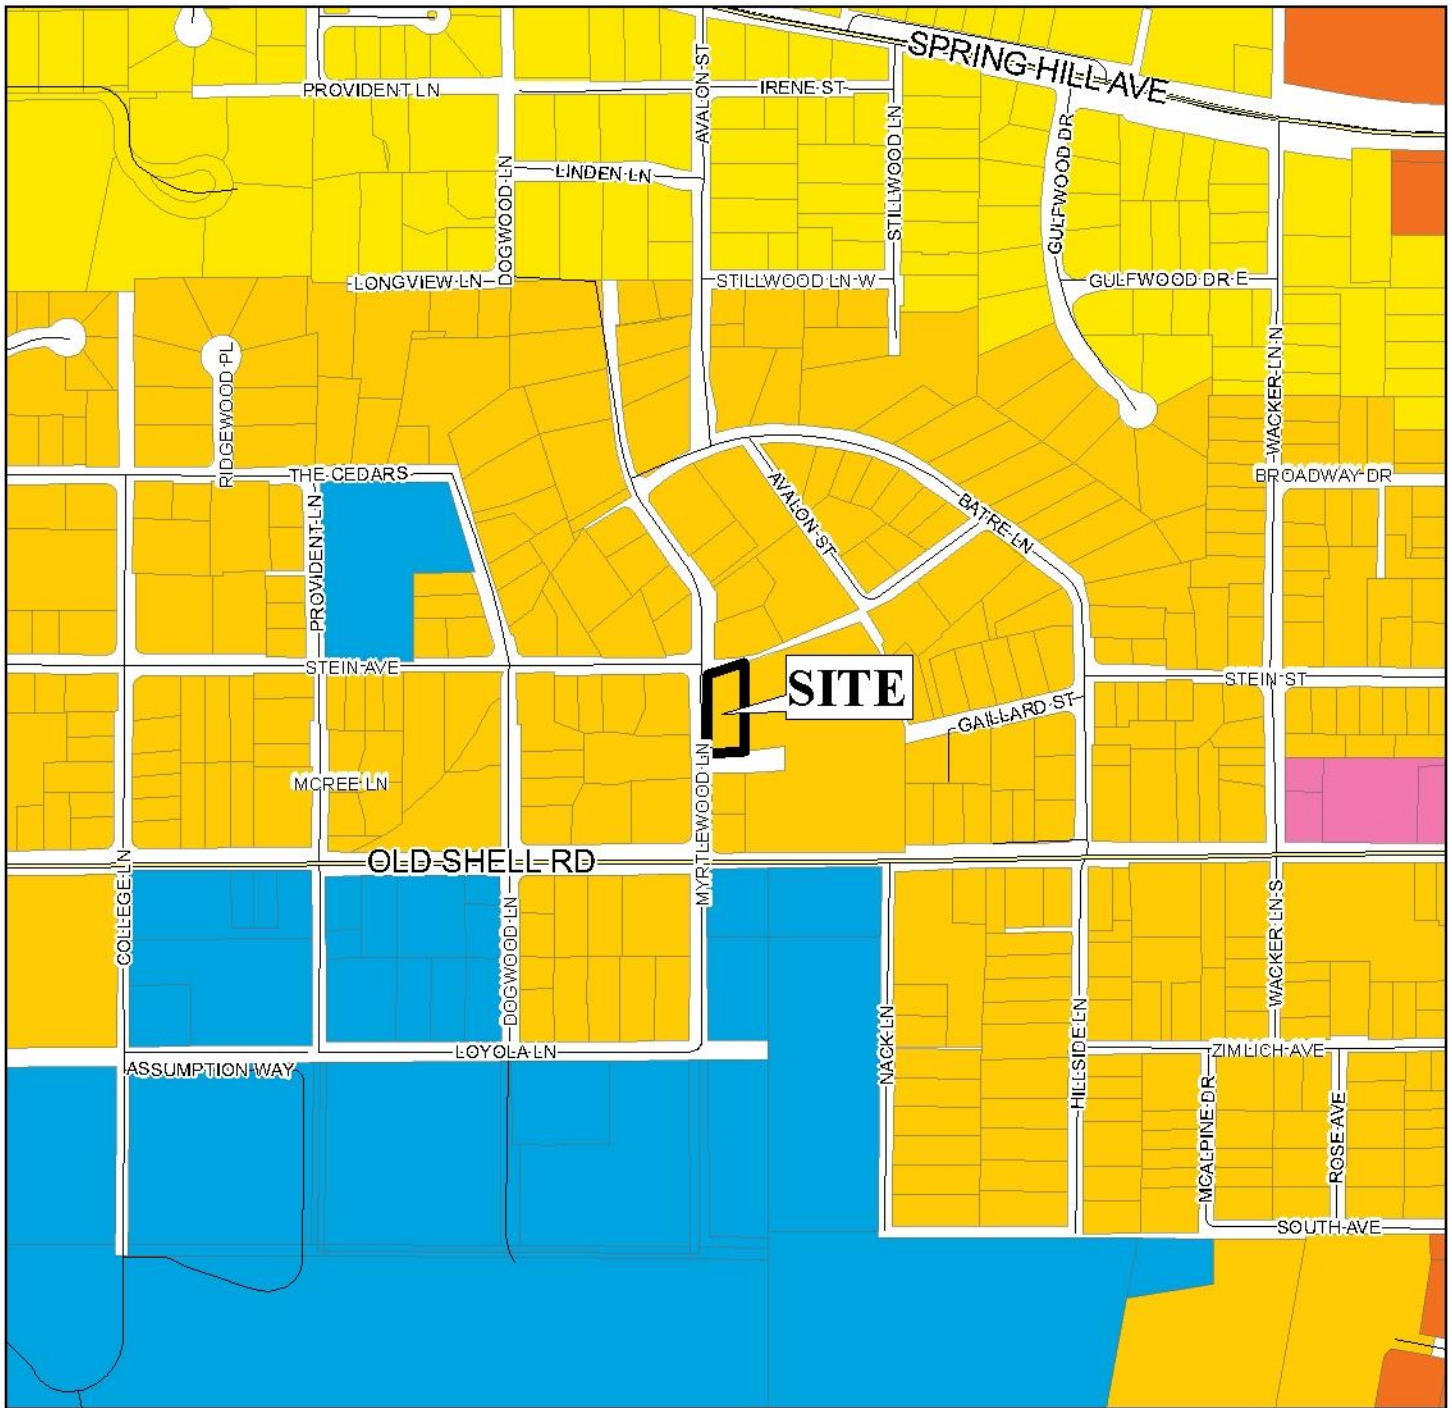 SPRING HILL AVE
AVALON ST
PROVIDENT LN
IRENE ST
STILLWOOD LN
GULFWOOD DR
DOGWOOD LN
LINDEN LN
LONGVIEW LN
STILLWOOD LN W
GULFWOOD DR E
RIDGEWOOD PL
WACKER LN N
THE CEDARS
BROADWAY DR
PROVIDENT LN
AVALON ST
BATRE LN
STEIN AVE
SITE
STEIN ST
GAILLARD ST
MCREE LN
MYRTLEWOOD LN
OLD SHELL RD
COLLEGE LN
DOGWOOD LN
WACKER LN S
NACK LN
HILLSIDE LN
LOYOLA LN
ZIMLICH AVE
ASSUMPTION WAY
MCALPINE DR
ROSE AVE
SOUTH AVE